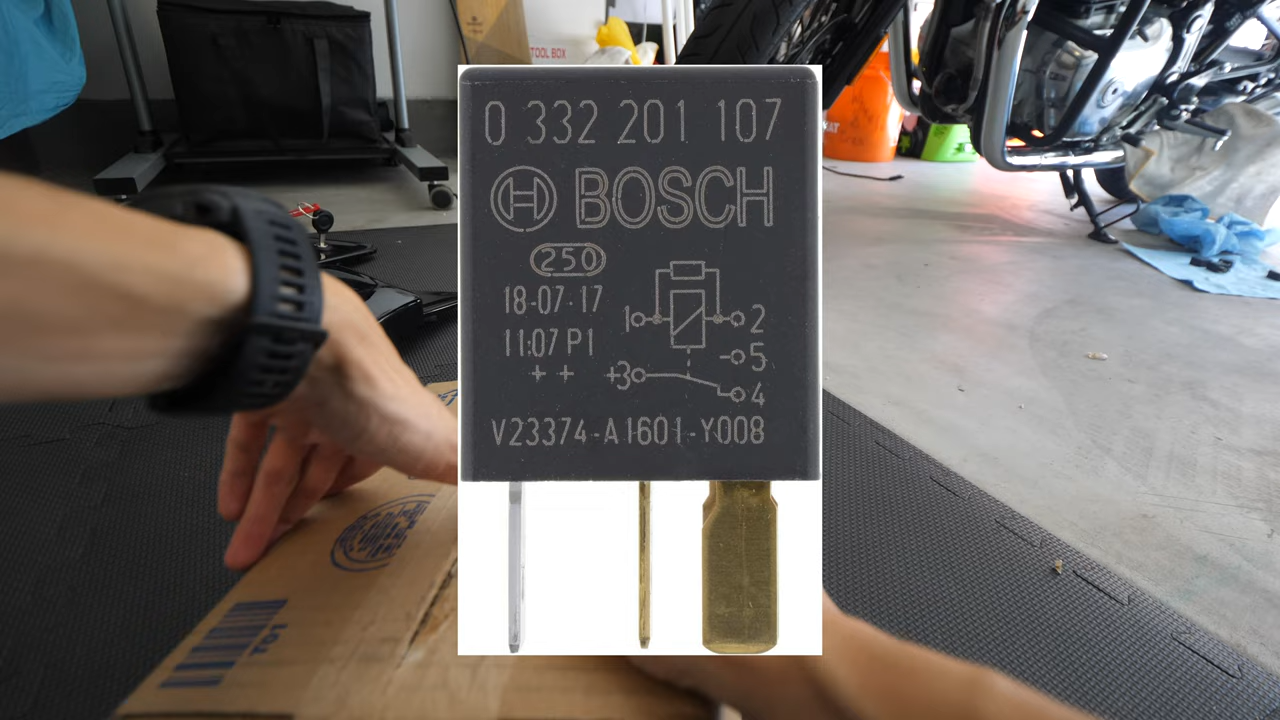 TOOL BOX
0 332 201 107
BOSCH
250
18-07-17
11:07 P1
++
1 2
5
+3 4
V23374-A1601-Y008
T01